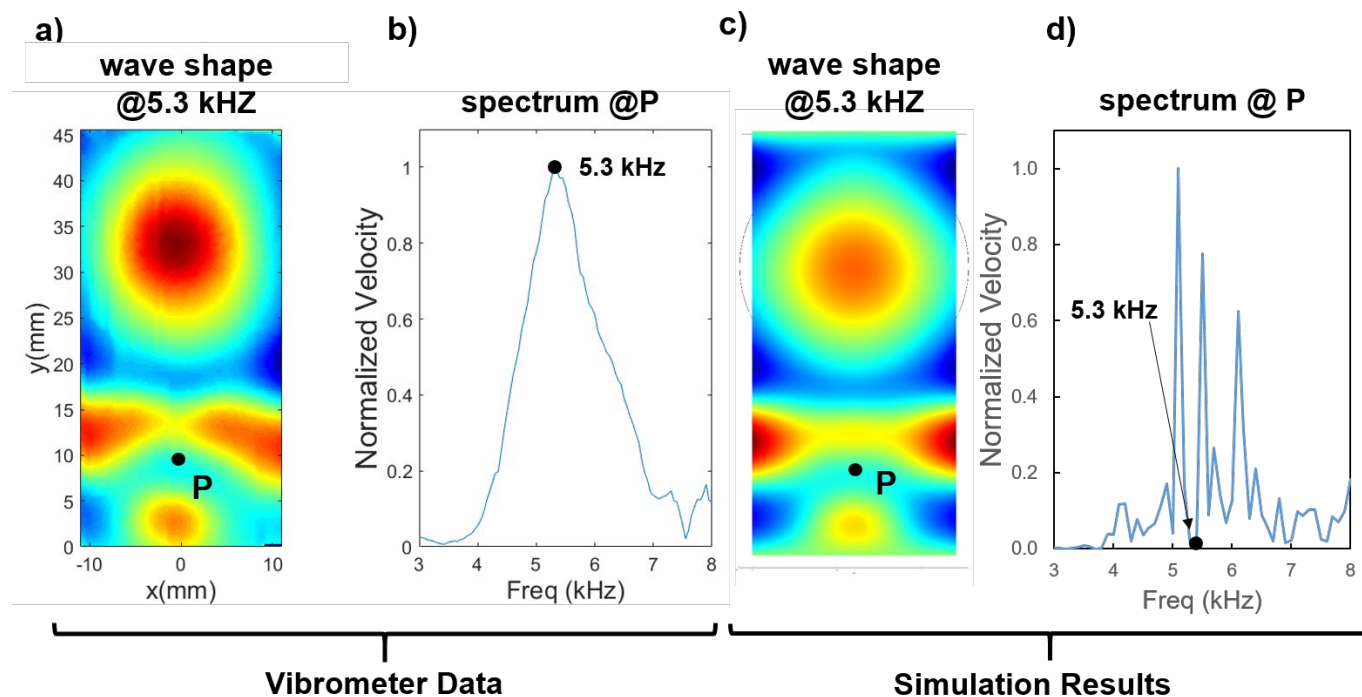 a)
wave shape
@5.3 kHZ
45
40
35
30
25
20
15
10
5
0
y(mm)
-10
0
10
x(mm)
P
b)
spectrum @P
1
0.8
0.6
0.4
0.2
0
Normalized Velocity
5.3 kHz
3
4
5
6
7
8
Freq (kHz)
Vibrometer Data
c)
wave shape
@5.3 kHZ
P
d)
spectrum @ P
1.0
0.8
0.6
0.4
0.2
0.0
Normalized Velocity
5.3 kHz
3
4
5
6
7
8
Freq (kHz)
Simulation Results